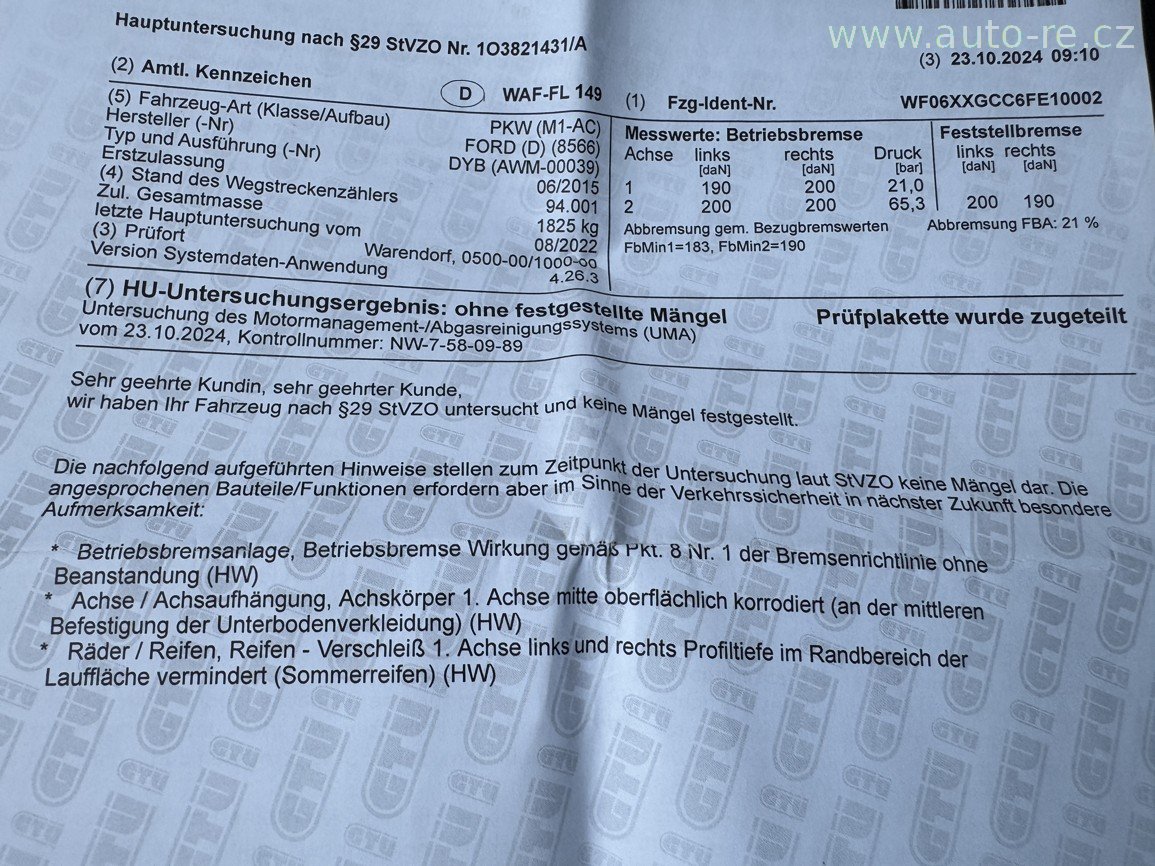 www.auto-re.cz
Hauptuntersuchung nach §29 StVZO Nr. 1O3821431/A
(3) 23.10.2024 09:10
(2) Amtl. Kennzeichen D WAF-FL 149
(1) Fzg-Ident-Nr. WF06XXGCC6FE10002
(5) Fahrzeug-Art (Klasse/Aufbau) PKW (M1-AC)
Hersteller (-Nr) FORD (D) (8566)
Typ und Ausführung (-Nr) DYB (AWM-00039)
Erstzulassung 06/2015
(4) Stand des Wegstreckenzählers 94.001
Zul. Gesamtmasse 1825 kg
letzte Hauptuntersuchung vom 08/2022
(3) Prüfort Warendorf, 0500-00/1000-00
Version Systemdaten-Anwendung 4.26.3
Messwerte: Betriebsbremse Feststellbremse
Achse links rechts Druck links rechts
[daN] [daN] [bar] [daN] [daN]
1 190 200 21,0
2 200 200 65,3 200 190
Abbremsung gem. Bezugbremswerten Abbremsung FBA: 21 %
FbMin1=183, FbMin2=190
(7) HU-Untersuchungsergebnis: ohne festgestellte Mängel Prüfplakette wurde zugeteilt
Untersuchung des Motormanagement-/Abgasreinigungssystems (UMA)
vom 23.10.2024, Kontrollnummer: NW-7-58-09-89
Sehr geehrte Kundin, sehr geehrter Kunde,
wir haben Ihr Fahrzeug nach §29 StVZO untersucht und keine Mängel festgestellt.
Die nachfolgend aufgeführten Hinweise stellen zum Zeitpunkt der Untersuchung laut StVZO keine Mängel dar. Die
angesprochenen Bauteile/Funktionen erfordern aber im Sinne der Verkehrssicherheit in nächster Zukunft besondere
Aufmerksamkeit:
* Betriebsbremsanlage, Betriebsbremse Wirkung gemäß Pkt. 8 Nr. 1 der Bremsenrichtlinie ohne
Beanstandung (HW)
* Achse / Achsaufhängung, Achskörper 1. Achse mitte oberflächlich korrodiert (an der mittleren
Befestigung der Unterbodenverkleidung) (HW)
* Räder / Reifen, Reifen - Verschleiß 1. Achse links und rechts Profiltiefe im Randbereich der
Lauffläche vermindert (Sommerreifen) (HW)